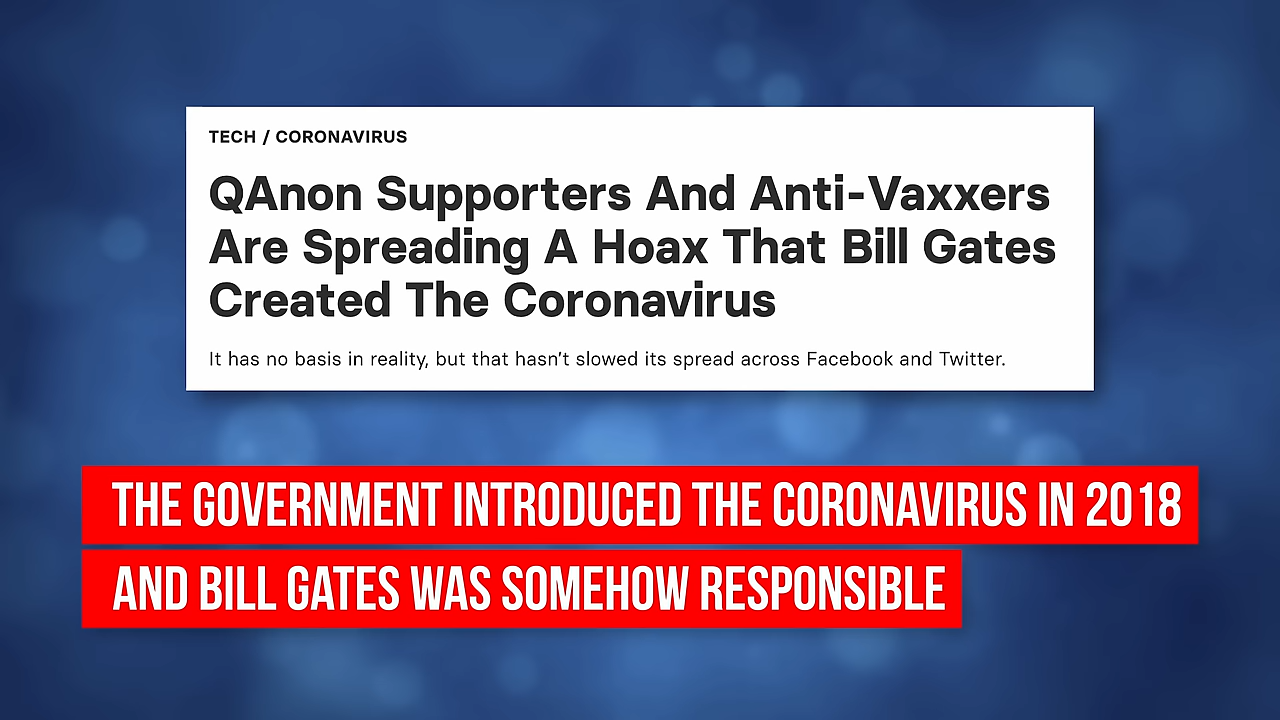 TECH / CORONAVIRUS
QAnon Supporters And Anti-Vaxxers
Are Spreading A Hoax That Bill Gates
Created The Coronavirus
It has no basis in reality, but that hasn't slowed its spread across Facebook and Twitter.
THE GOVERNMENT INTRODUCED THE CORONAVIRUS IN 2018
AND BILL GATES WAS SOMEHOW RESPONSIBLE